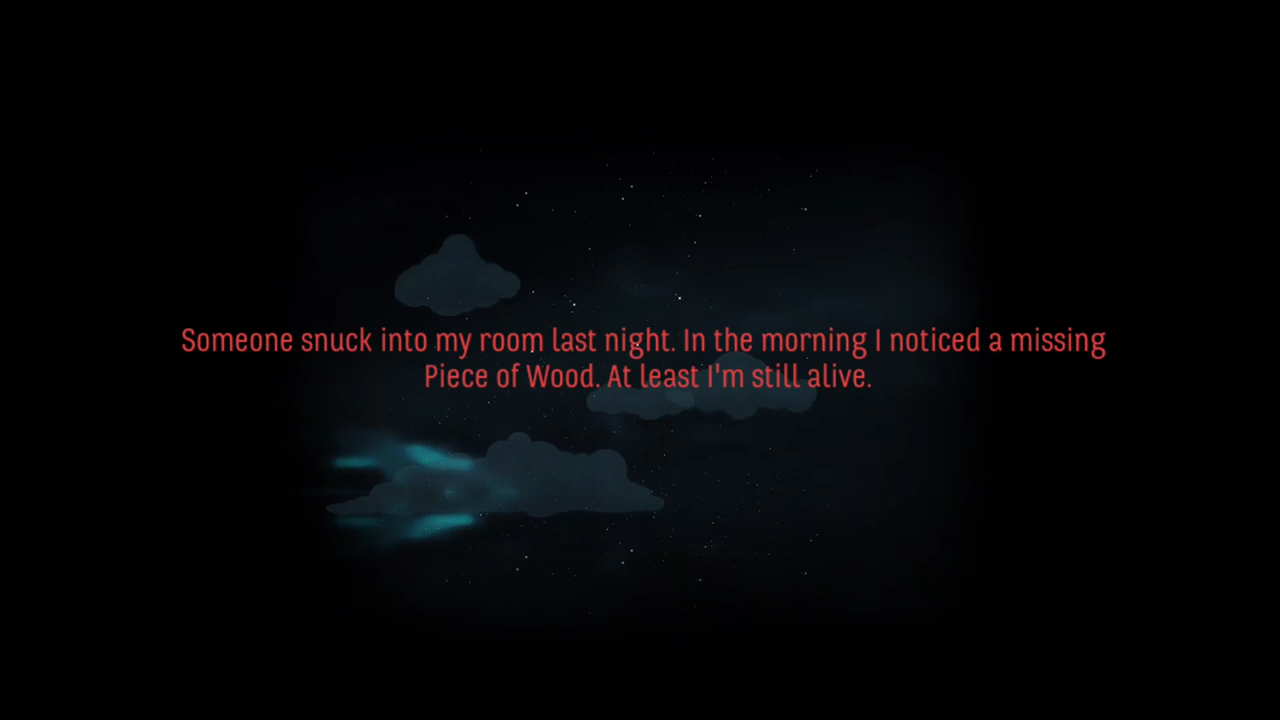 Someone snuck into my room last night. In the morning I noticed a missing
Piece of Wood. At least I'm still alive.